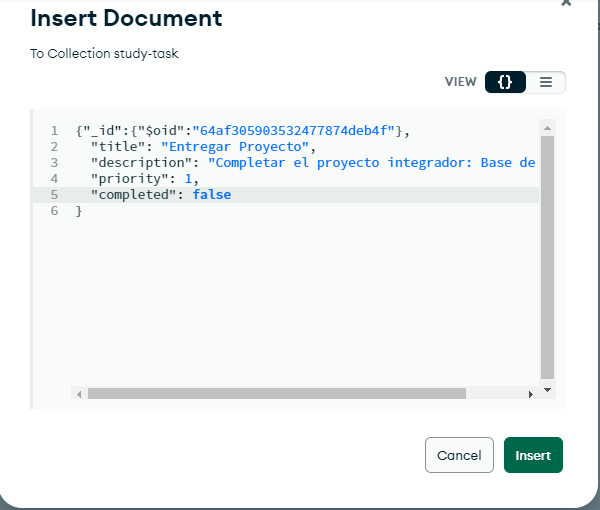 Insert Document
To Collection study-task
VIEW {}
1 {"_id":{"$oid":"64af305903532477874deb4f"},
2 "title": "Entregar Proyecto",
3 "description": "Completar el proyecto integrador: Base de
4 "priority": 1,
5 "completed": false
6 }
Cancel Insert